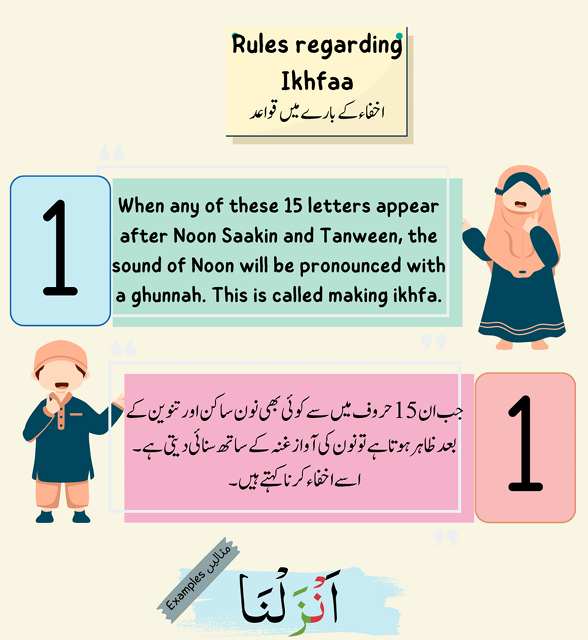 Rules regarding
Ikhfaa
اخفاء کے بارے میں قواعد
1
When any of these 15 letters appear
after Noon Saakin and Tanween, the
sound of Noon will be pronounced with
a ghunnah. This is called making ikhfa.
جب ان 15 حروف میں سے کوئی بھی نون ساکن اور تنوین کے
بعد ظاہر ہوتا ہے تو نون کی آواز غنہ کے ساتھ سنائی دیتی ہے۔
اسے اخفاء کرنا کہتے ہیں۔
1
Examples مثالیں
اَنْزَلْنَا